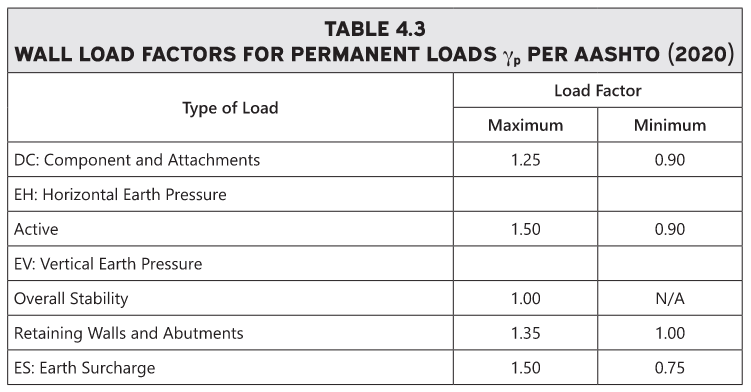 TABLE 4.3
WALL LOAD FACTORS FOR PERMANENT LOADS γp PER AASHTO (2020)
Type of Load
Load Factor
Maximum Minimum
DC: Component and Attachments 1.25 0.90
EH: Horizontal Earth Pressure
Active 1.50 0.90
EV: Vertical Earth Pressure
Overall Stability 1.00 N/A
Retaining Walls and Abutments 1.35 1.00
ES: Earth Surcharge 1.50 0.75